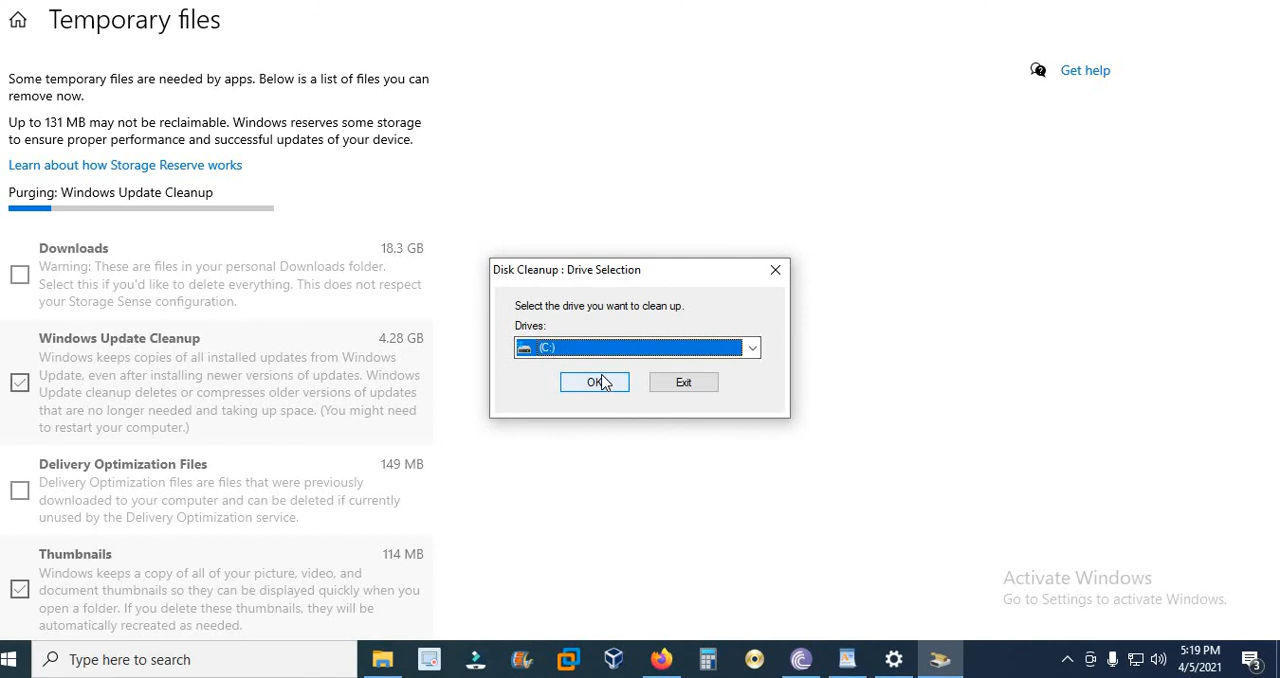 Temporary files
Some temporary files are needed by apps. Below is a list of files you can
remove now.
Up to 131 MB may not be reclaimable. Windows reserves some storage
to ensure proper performance and successful updates of your device.
Learn about how Storage Reserve works
Purging: Windows Update Cleanup
Downloads 18.3 GB
Warning: These are files in your personal Downloads folder.
Select this if you'd like to delete everything. This does not respect
your Storage Sense configuration.
Windows Update Cleanup 4.28 GB
Windows keeps copies of all installed updates from Windows
Update, even after installing newer versions of updates. Windows
Update cleanup deletes or compresses older versions of updates
that are no longer needed and taking up space. (You might need
to restart your computer.)
Delivery Optimization Files 149 MB
Delivery Optimization files are files that were previously
downloaded to your computer and can be deleted if currently
unused by the Delivery Optimization service.
Thumbnails 114 MB
Windows keeps a copy of all of your picture, video, and
document thumbnails so they can be displayed quickly when you
open a folder. If you delete these thumbnails, they will be
automatically recreated as needed.
Get help
Disk Cleanup : Drive Selection
Select the drive you want to clean up.
Drives:
(C:)
OK Exit
Activate Windows
Go to Settings to activate Windows.
Type here to search
5:19 PM
4/5/2021
3